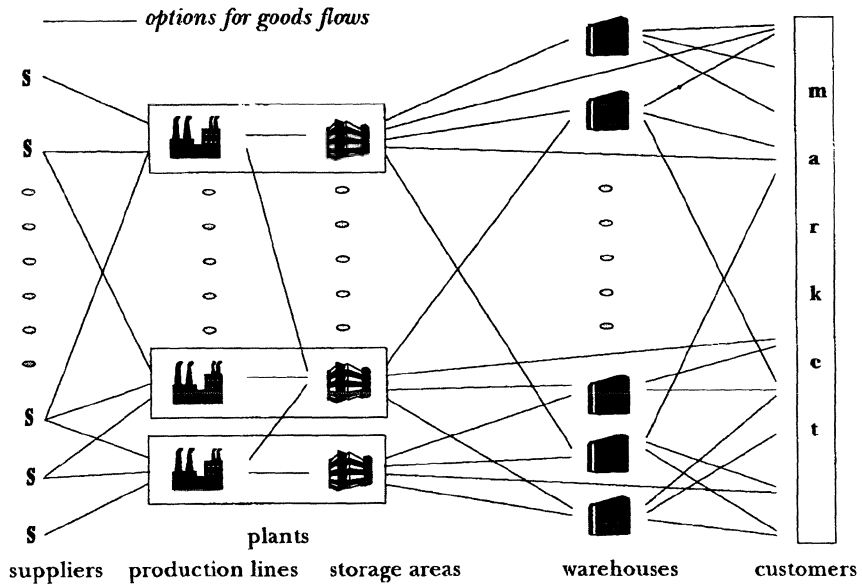 options for goods flows
S
S
S
S
S
m
a
r
k
e
t
plants
suppliers production lines storage areas warehouses customers